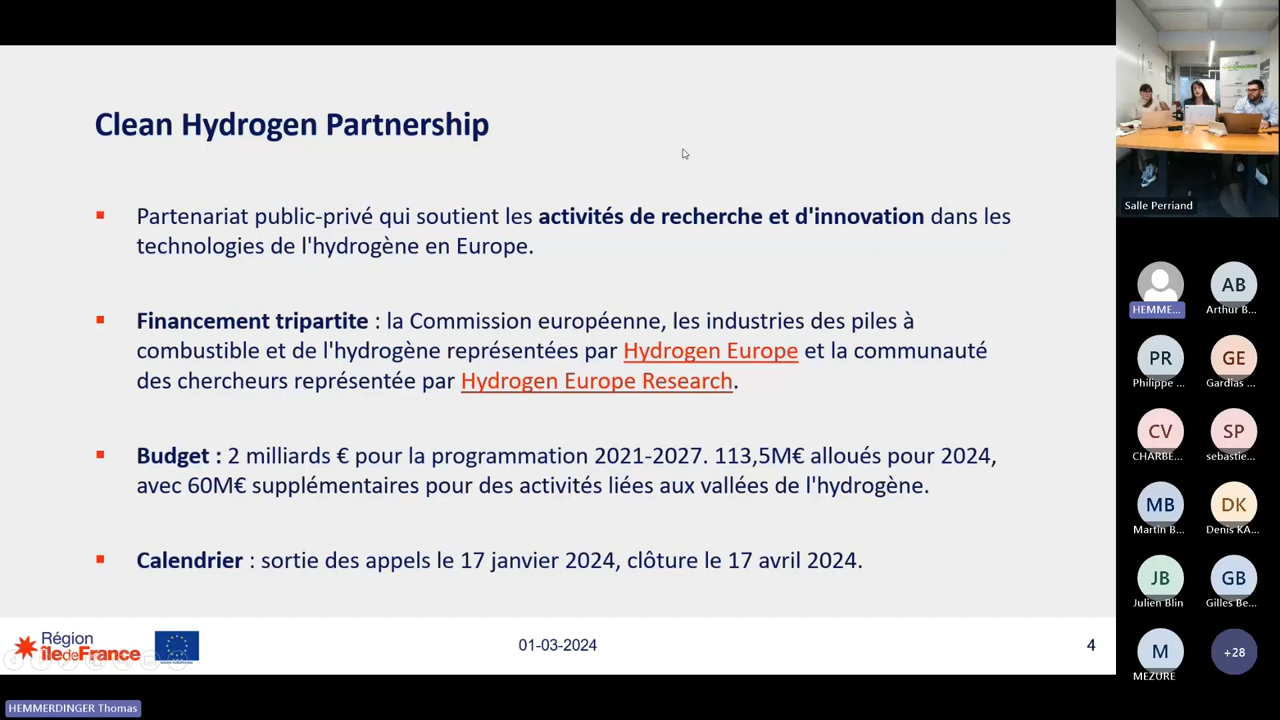 Clean Hydrogen Partnership
Partenariat public-privé qui soutient les activités de recherche et d'innovation dans les
technologies de l'hydrogène en Europe.
Financement tripartite : la Commission européenne, les industries des piles à
combustible et de l'hydrogène représentées par Hydrogen Europe et la communauté
des chercheurs représentée par Hydrogen Europe Research.
Budget : 2 milliards € pour la programmation 2021-2027. 113,5M€ alloués pour 2024,
avec 60M€ supplémentaires pour des activités liées aux vallées de l'hydrogène.
Calendrier : sortie des appels le 17 janvier 2024, clôture le 17 avril 2024.
Région
îledeFrance
01-03-2024
4
HEMMERDINGER Thomas
Salle Perriand
HEMME...
AB
Arthur B...
PR
Philippe ...
GE
Gardias ...
CV
CHARBE...
SP
sebastie...
MB
Martin B...
DK
Denis KA...
JB
Julien Blin
GB
Gilles Be...
M
MEZURE
+28